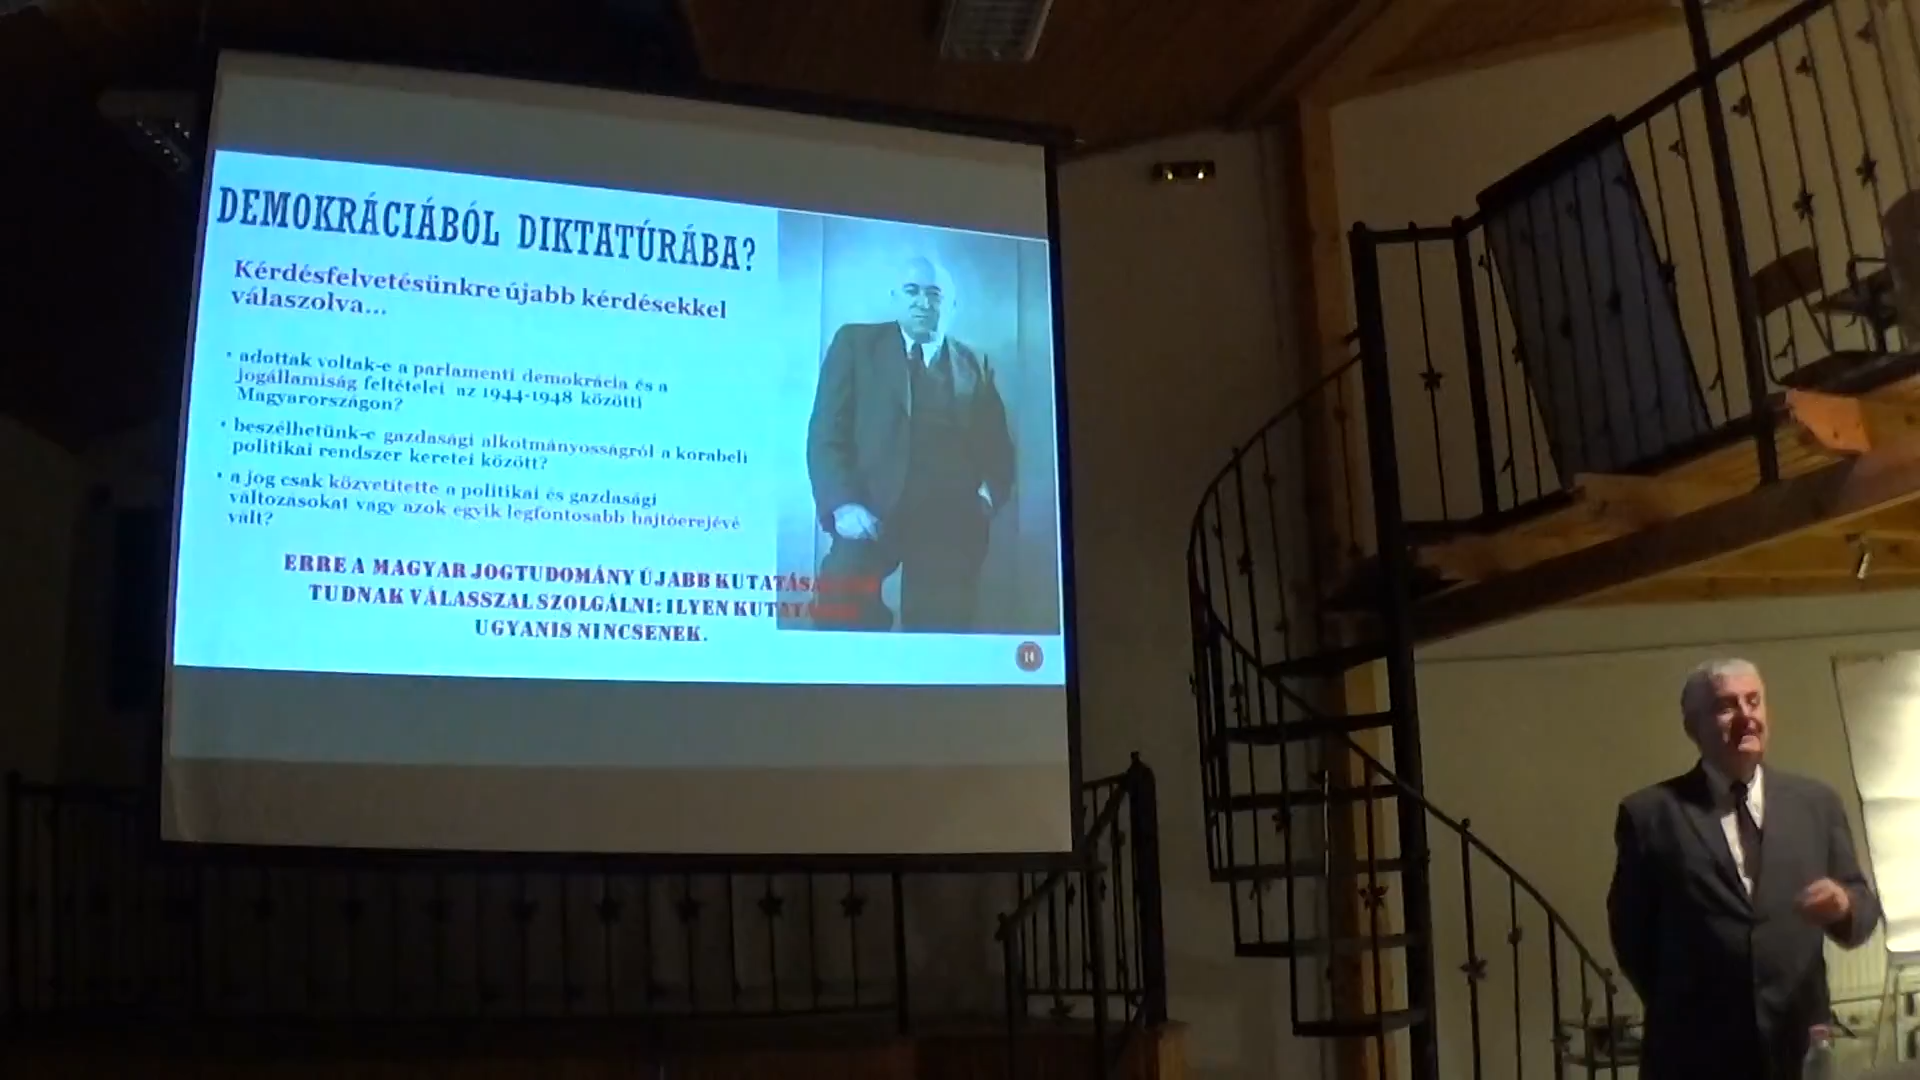 DEMOKRÁCIÁBÓL DIKTATÚRÁBA?
Kérdésfelvetésünkre újabb kérdésekkel
válaszolva...
• adottak voltak-e a parlamenti demokrácia és a
jogállamiság feltételei az 1944-1948 közötti
Magyarországon?
• beszélhetünk-e gazdasági alkotmányosságról a korabeli
politikai rendszer keretei között?
• a jog csak közvetítette a politikai és gazdasági
változásokat vagy azok egyik legfontosabb hajtóerejévé
vált?
ERRE A MAGYAR JOGTUDOMÁNY ÚJABB
TUDNAK VÁLASSZAL SZOLGÁLNI: ILYEN
UGYANIS NINCSENEK.
14